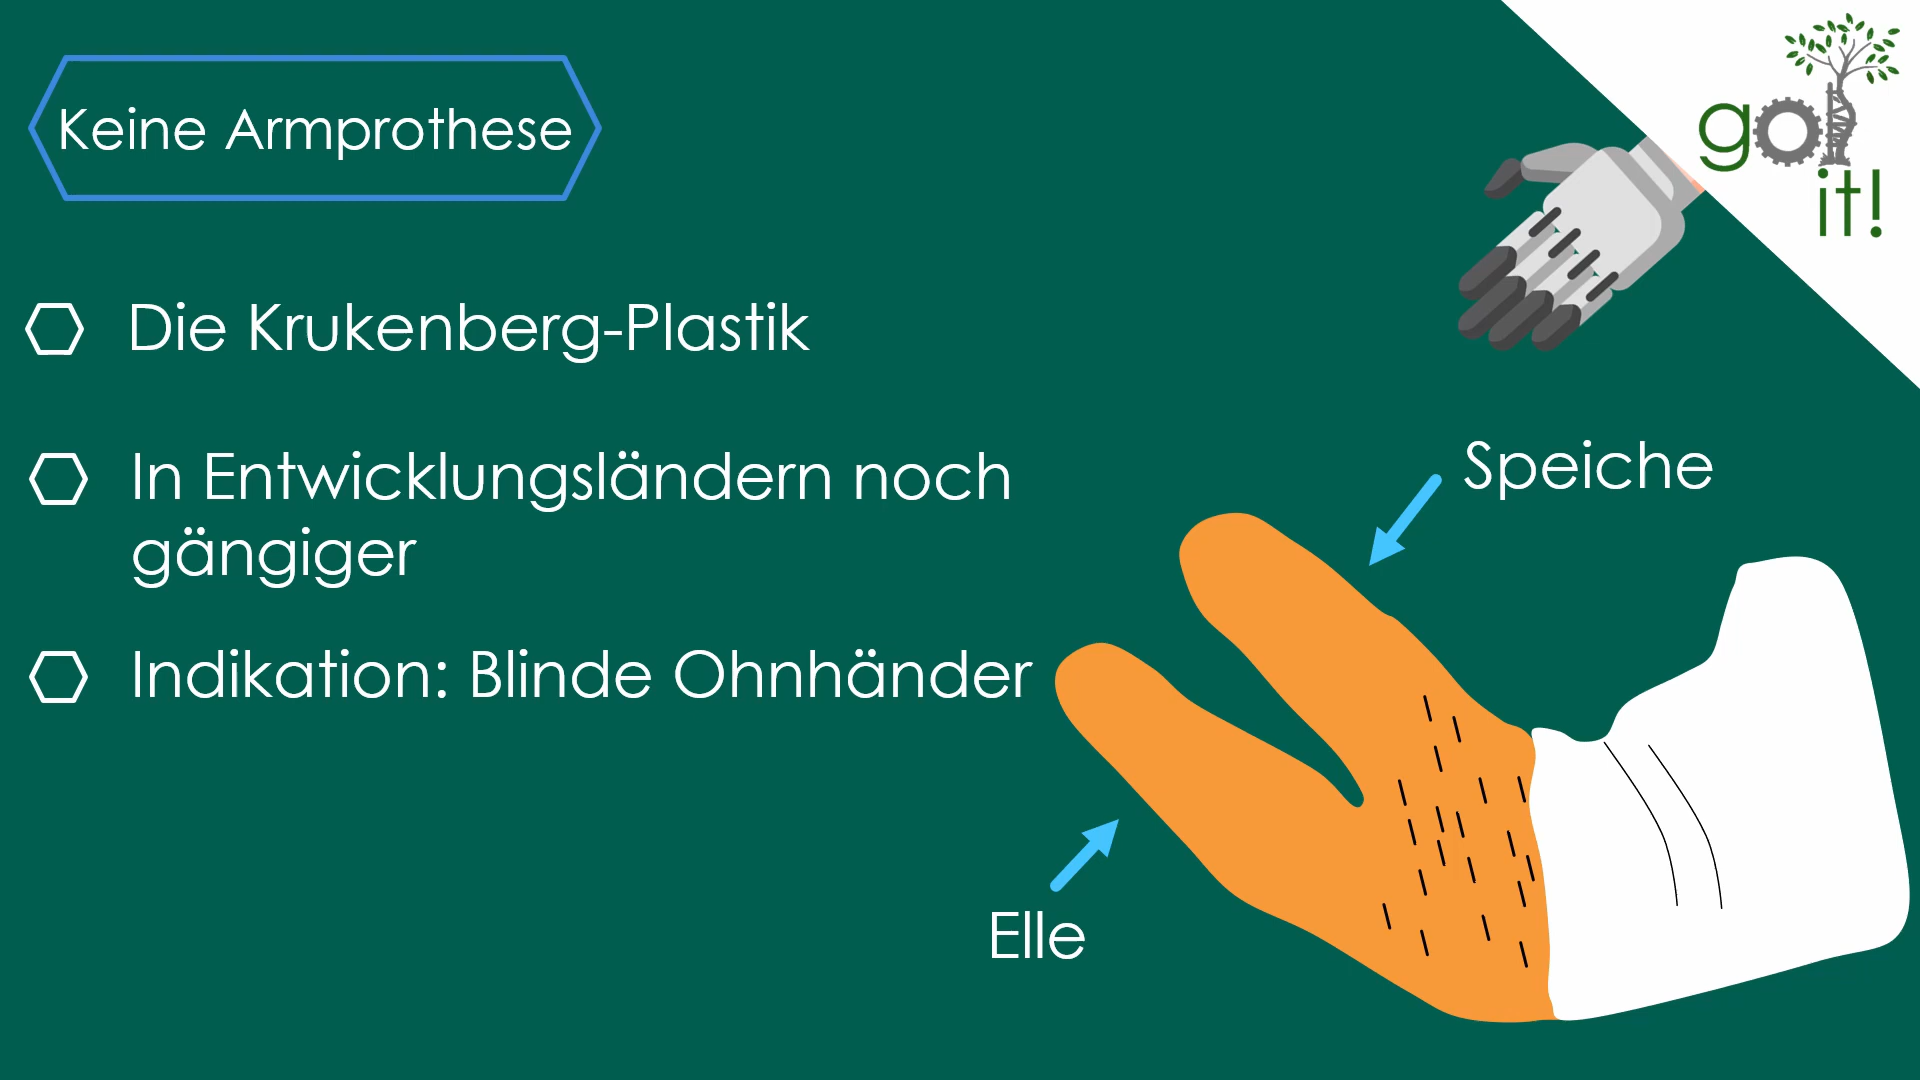 Keine Armprothese
go it!
Die Krukenberg-Plastik
In Entwicklungsländern noch
gängiger
Indikation: Blinde Ohnhänder
Speiche
Elle